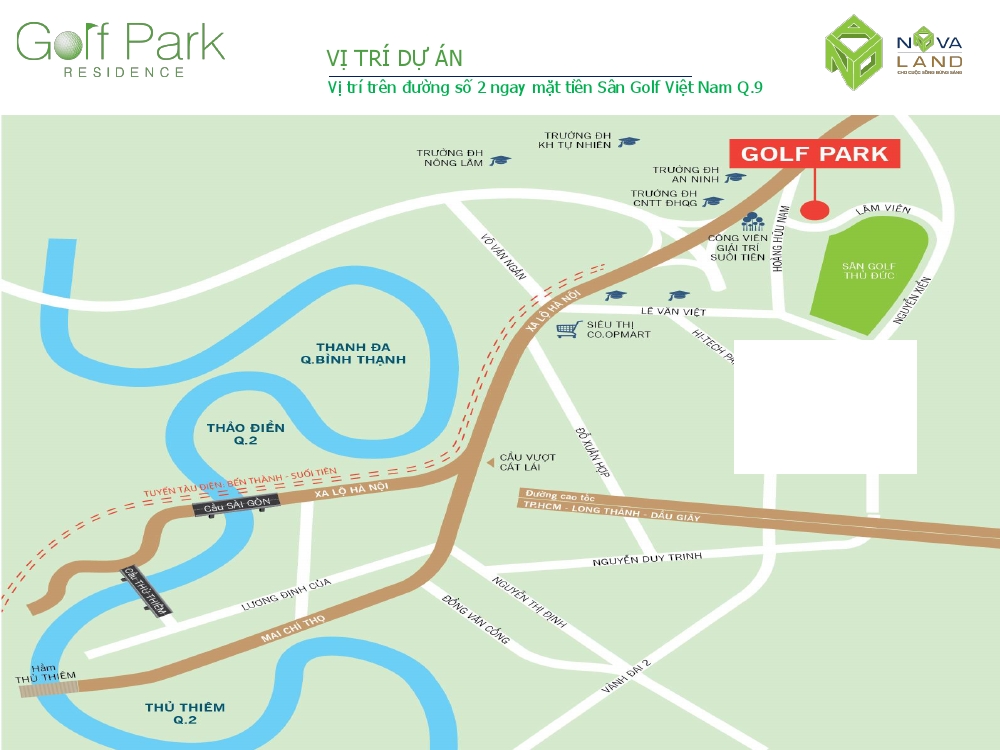 Golf Park
RESIDENCE
VỊ TRÍ DỰ ÁN
Vị trí trên đường số 2 ngay mặt tiền Sân Golf Việt Nam Q.9
NOVA
LAND
CHO CUỘC SỐNG BỪNG SÁNG
TRƯỜNG ĐH
NÔNG LÂM
TRƯỜNG ĐH
KH TỰ NHIÊN
TRƯỜNG ĐH
AN NINH
TRƯỜNG ĐH
CNTT ĐHQG
GOLF PARK
LÂM VIÊN
HOÀNG HỮU NAM
CÔNG VIÊN
GIẢI TRÍ
SUỐI TIÊN
SÂN GOLF
THỦ ĐỨC
NGUYỄN XIỂN
VÕ VĂN NGÂN
XA LỘ HÀ NỘI
LÊ VĂN VIỆT
SIÊU THỊ
CO.OPMART
HI-TECH
THANH ĐA
Q.BÌNH THẠNH
THẢO ĐIỀN
Q.2
ĐỖ XUÂN HỢP
CẦU VƯỢT
CÁT LÁI
TUYẾN TÀU ĐIỆN: BẾN THÀNH - SUỐI TIÊN
XA LỘ HÀ NỘI
Cầu SÀI GÒN
Đường cao tốc
TP.HCM - LONG THÀNH - DẦU GIÂY
Cầu THỦ THIÊM
NGUYỄN DUY TRINH
LƯƠNG ĐỊNH CỦA
NGUYỄN THỊ ĐỊNH
ĐỒNG VĂN CỐNG
MAI CHÍ THỌ
VÀNH ĐAI 2
Hầm
THỦ THIÊM
THỦ THIÊM
Q.2